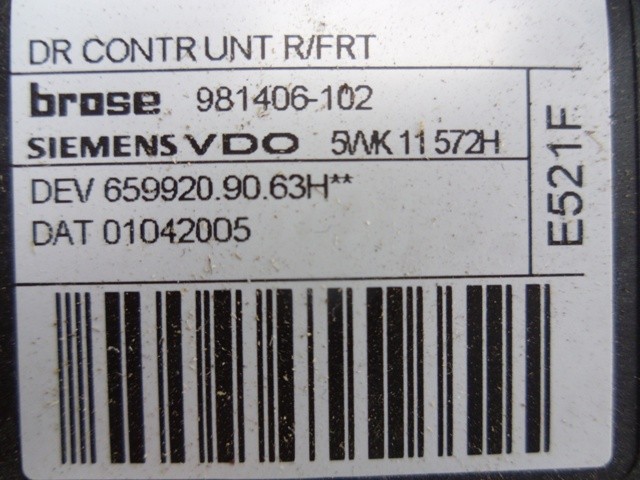 DR CONTR UNT R/FRT
brose 981406-102
SIEMENS VDO 5WK 11 572H
DEV 659920.90.63H**
DAT 01042005
E521F